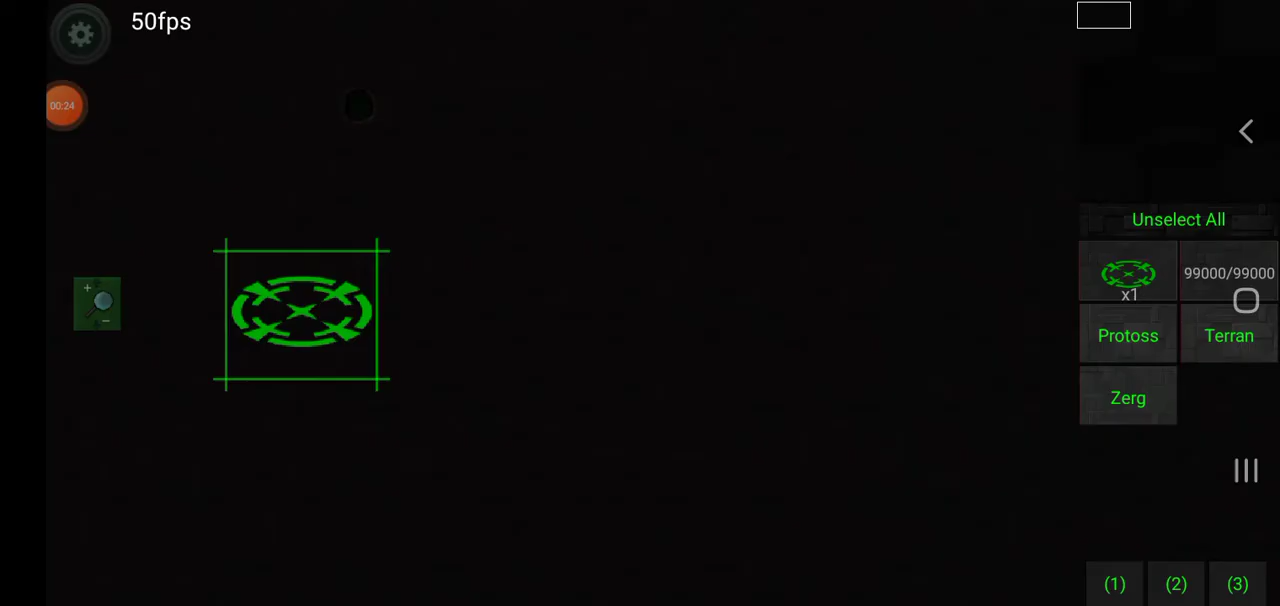 50fps
00:24
Unselect All
x1
99000/99000
Protoss
Terran
Zerg
(1)
(2)
(3)